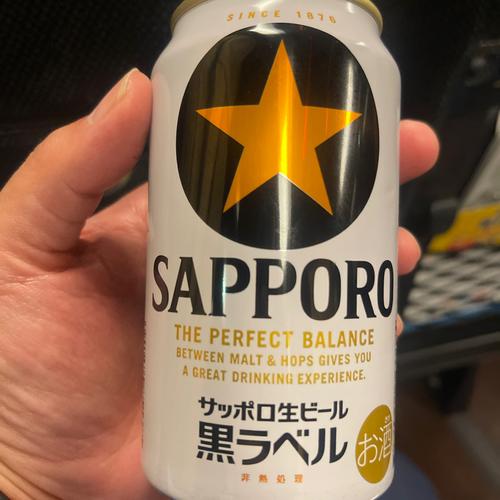 SINCE 1876
SAPPORO
THE PERFECT BALANCE
BETWEEN MALT & HOPS GIVES YOU
A GREAT DRINKING EXPERIENCE.
サッポロ生ビール
黒ラベル
お酒
非熱処理